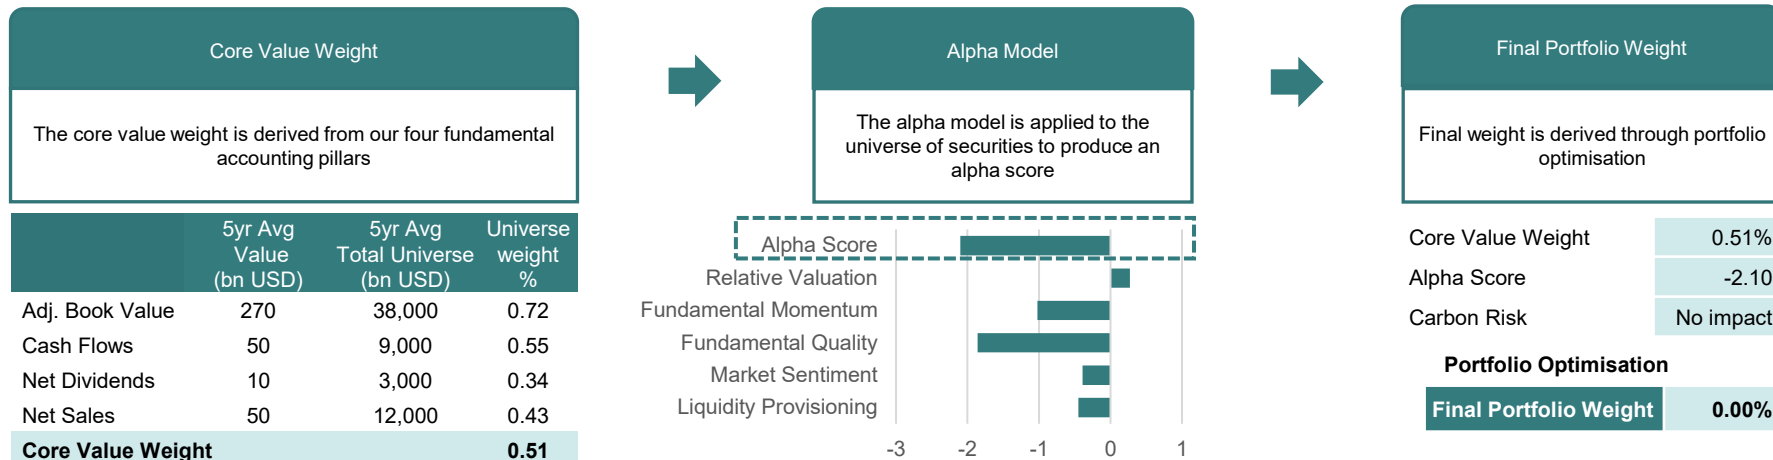 Core Value Weight
The core value weight is derived from our four fundamental
accounting pillars
5yr Avg Value (bn USD) 5yr Avg Total Universe (bn USD) Universe weight %
Adj. Book Value 270 38,000 0.72
Cash Flows 50 9,000 0.55
Net Dividends 10 3,000 0.34
Net Sales 50 12,000 0.43
Core Value Weight 0.51
Alpha Model
The alpha model is applied to the
universe of securities to produce an
alpha score
Alpha Score
Relative Valuation
Fundamental Momentum
Fundamental Quality
Market Sentiment
Liquidity Provisioning
-3 -2 -1 0 1
Final Portfolio Weight
Final weight is derived through portfolio
optimisation
Core Value Weight 0.51%
Alpha Score -2.10
Carbon Risk No impact
Portfolio Optimisation
Final Portfolio Weight 0.00%